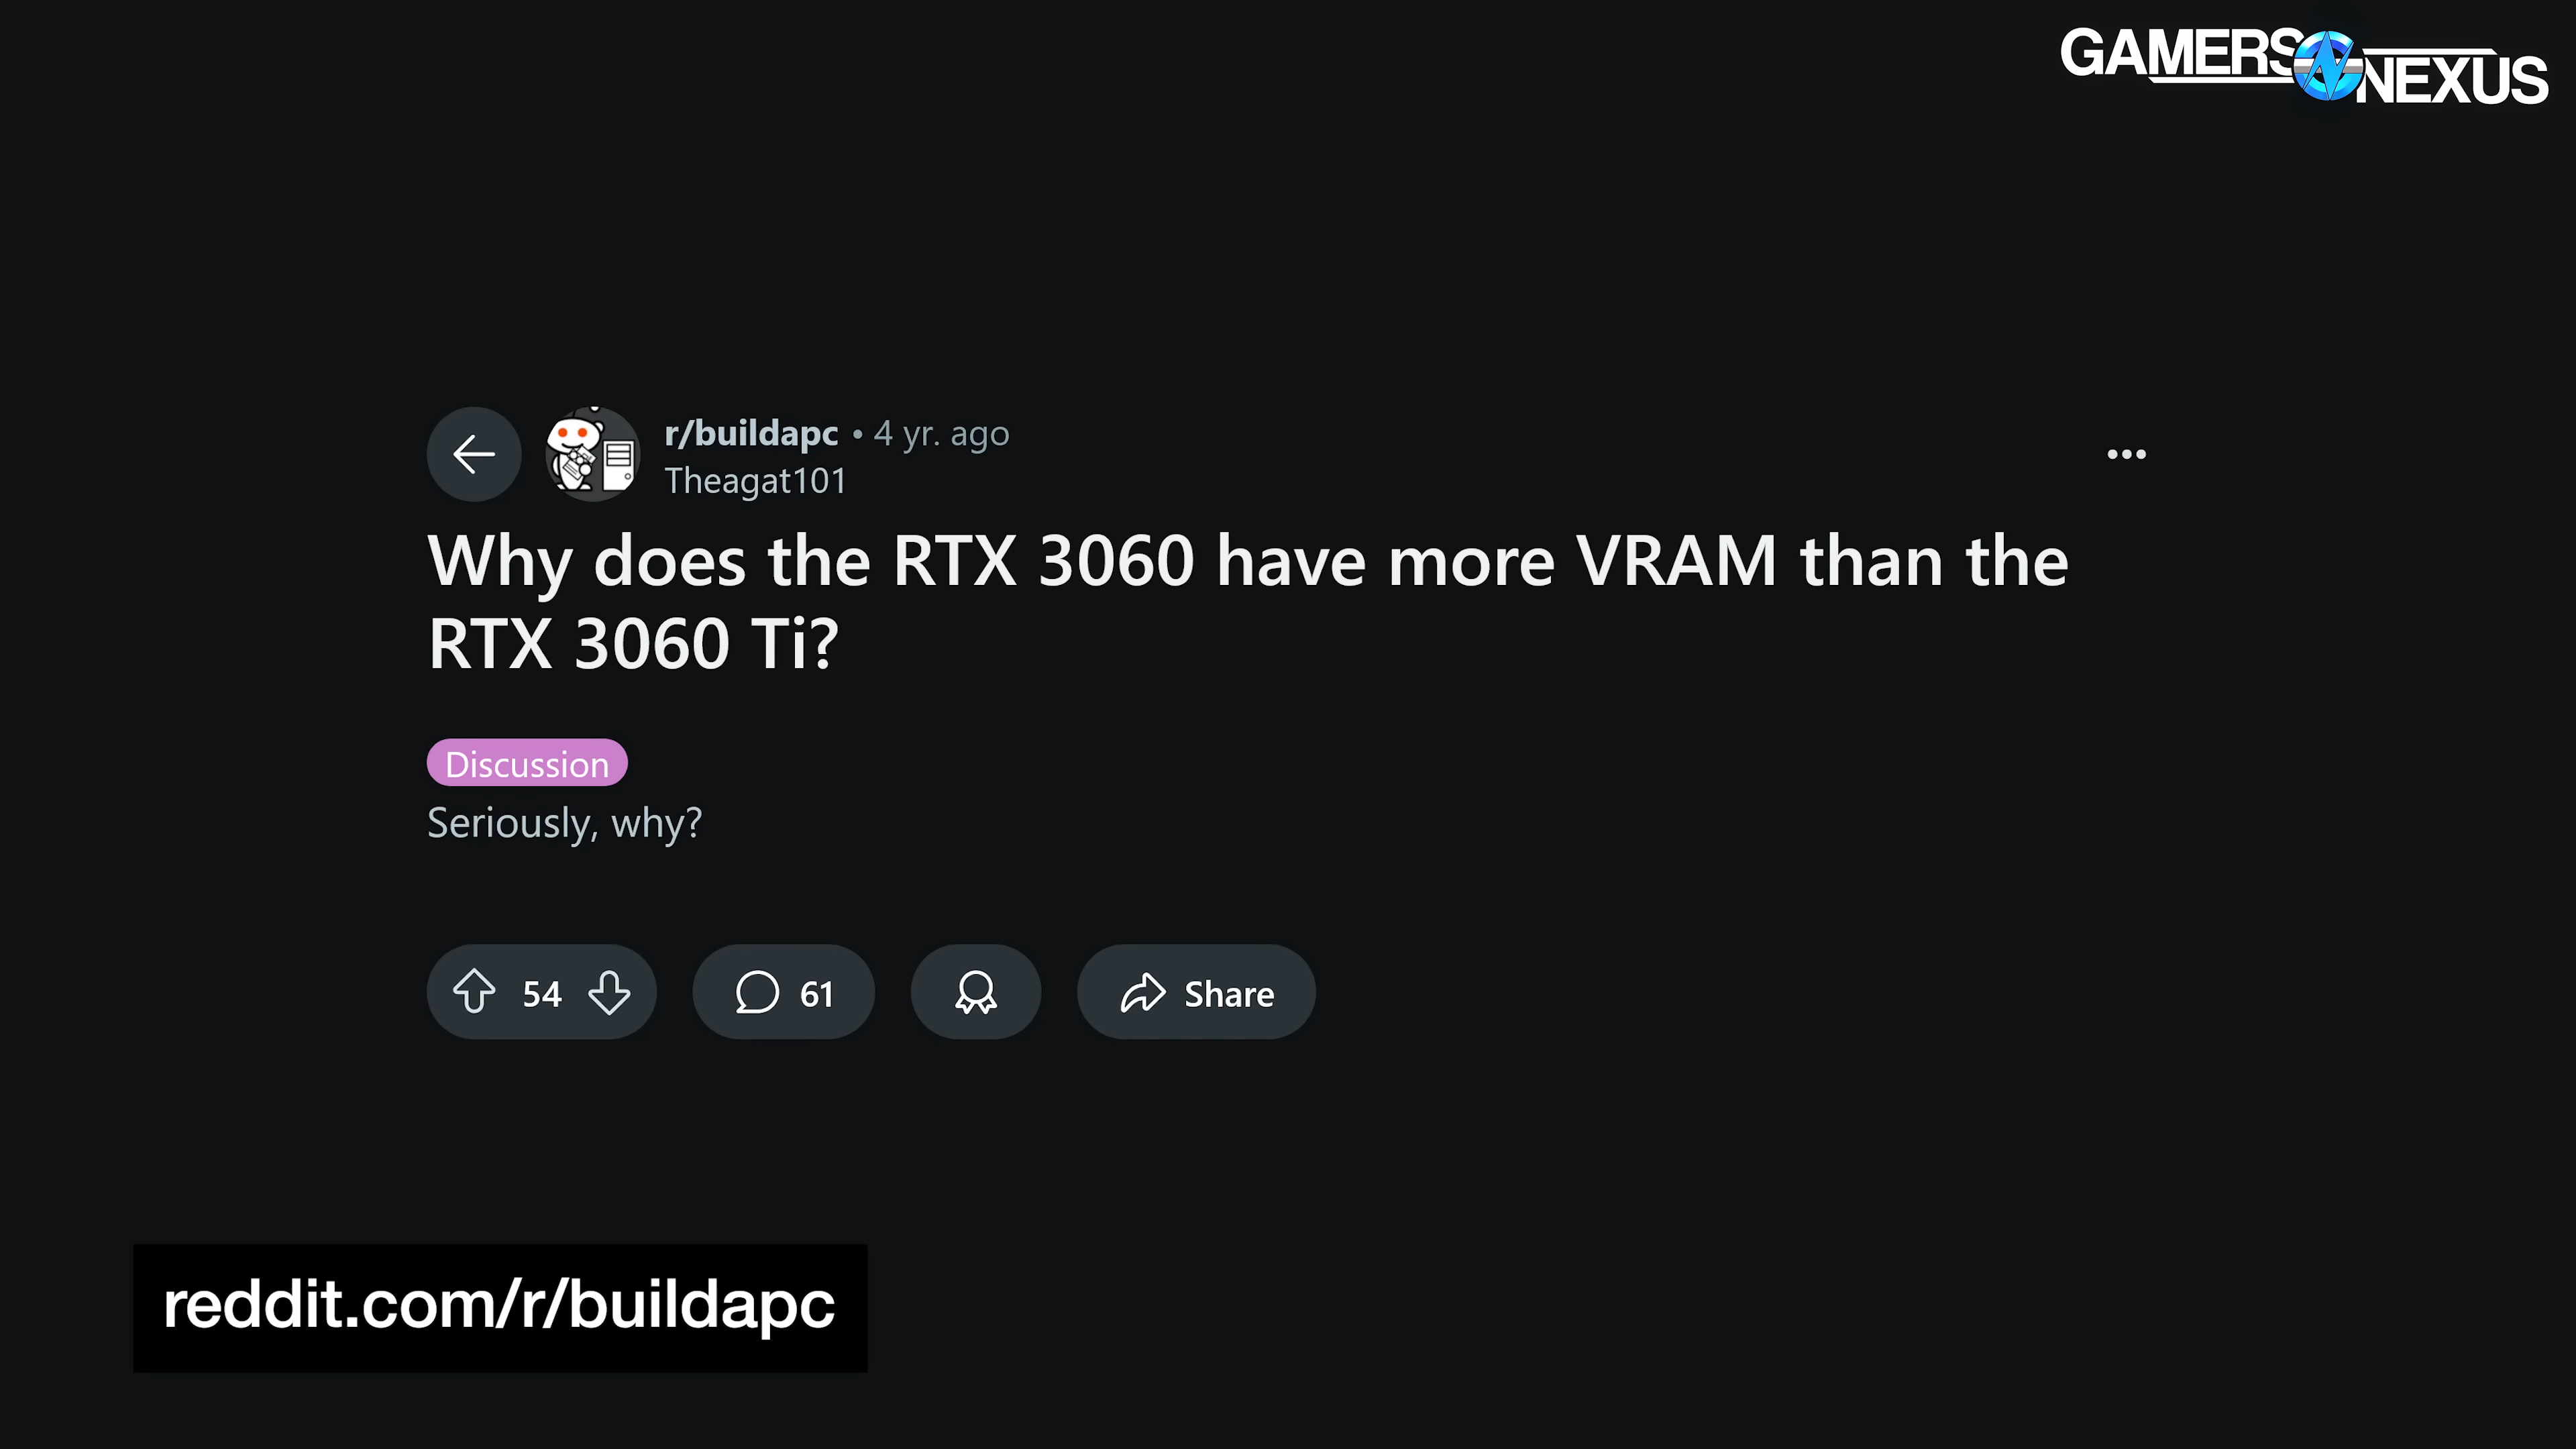 GAMERS NEXUS
r/buildapc • 4 yr. ago
Theagat101
Why does the RTX 3060 have more VRAM than the
RTX 3060 Ti?
Discussion
Seriously, why?
54
61
Share
reddit.com/r/buildapc